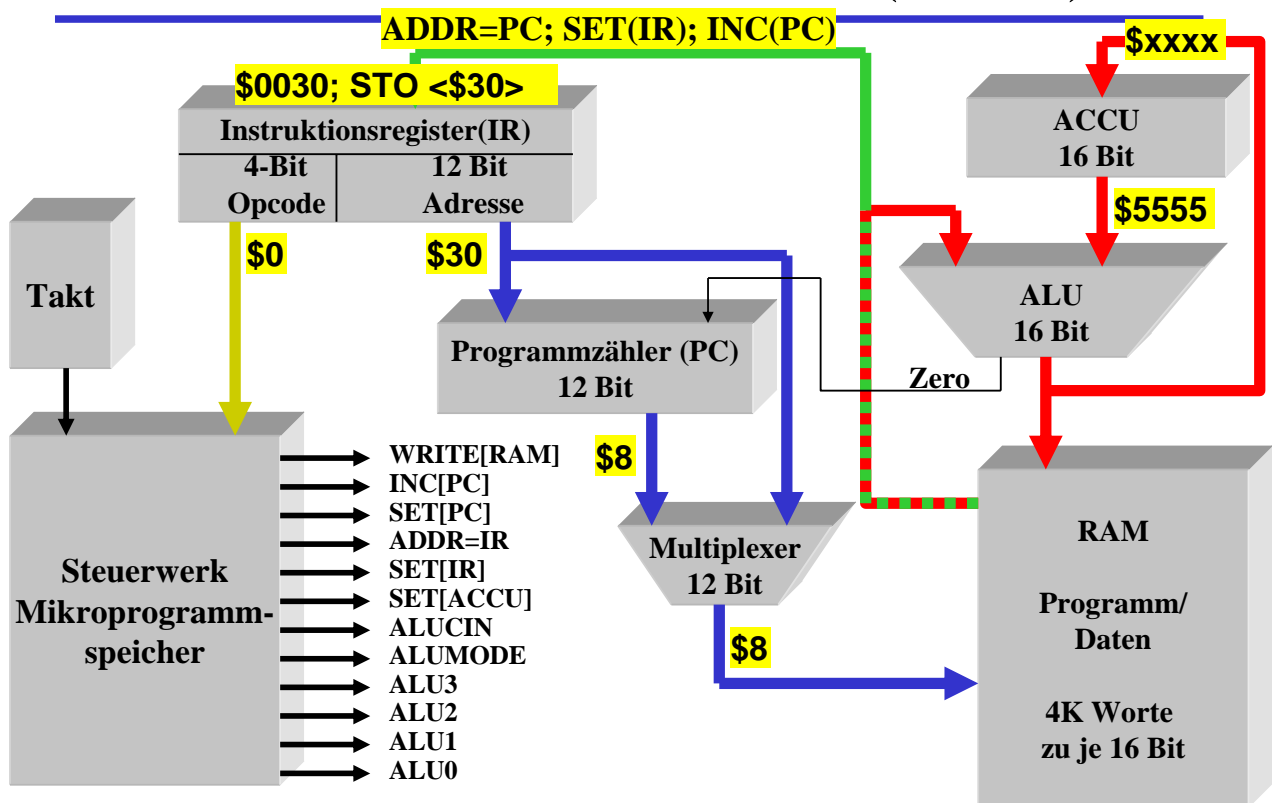 ADDR=PC; SET(IR); INC(PC)
$xxxx
$0030; STO <$30>
Instruktionsregister(IR)
4-Bit
Opcode
12 Bit
Adresse
ACCU
16 Bit
$5555
$0
$30
Takt
ALU
16 Bit
Programmzähler (PC)
12 Bit
Zero
$8
WRITE[RAM]
INC[PC]
SET[PC]
ADDR=IR
SET[IR]
SET[ACCU]
ALUCIN
ALUMODE
ALU3
ALU2
ALU1
ALU0
Steuerwerk
Mikroprogramm-
speicher
Multiplexer
12 Bit
$8
RAM
Programm/
Daten
4K Worte
zu je 16 Bit